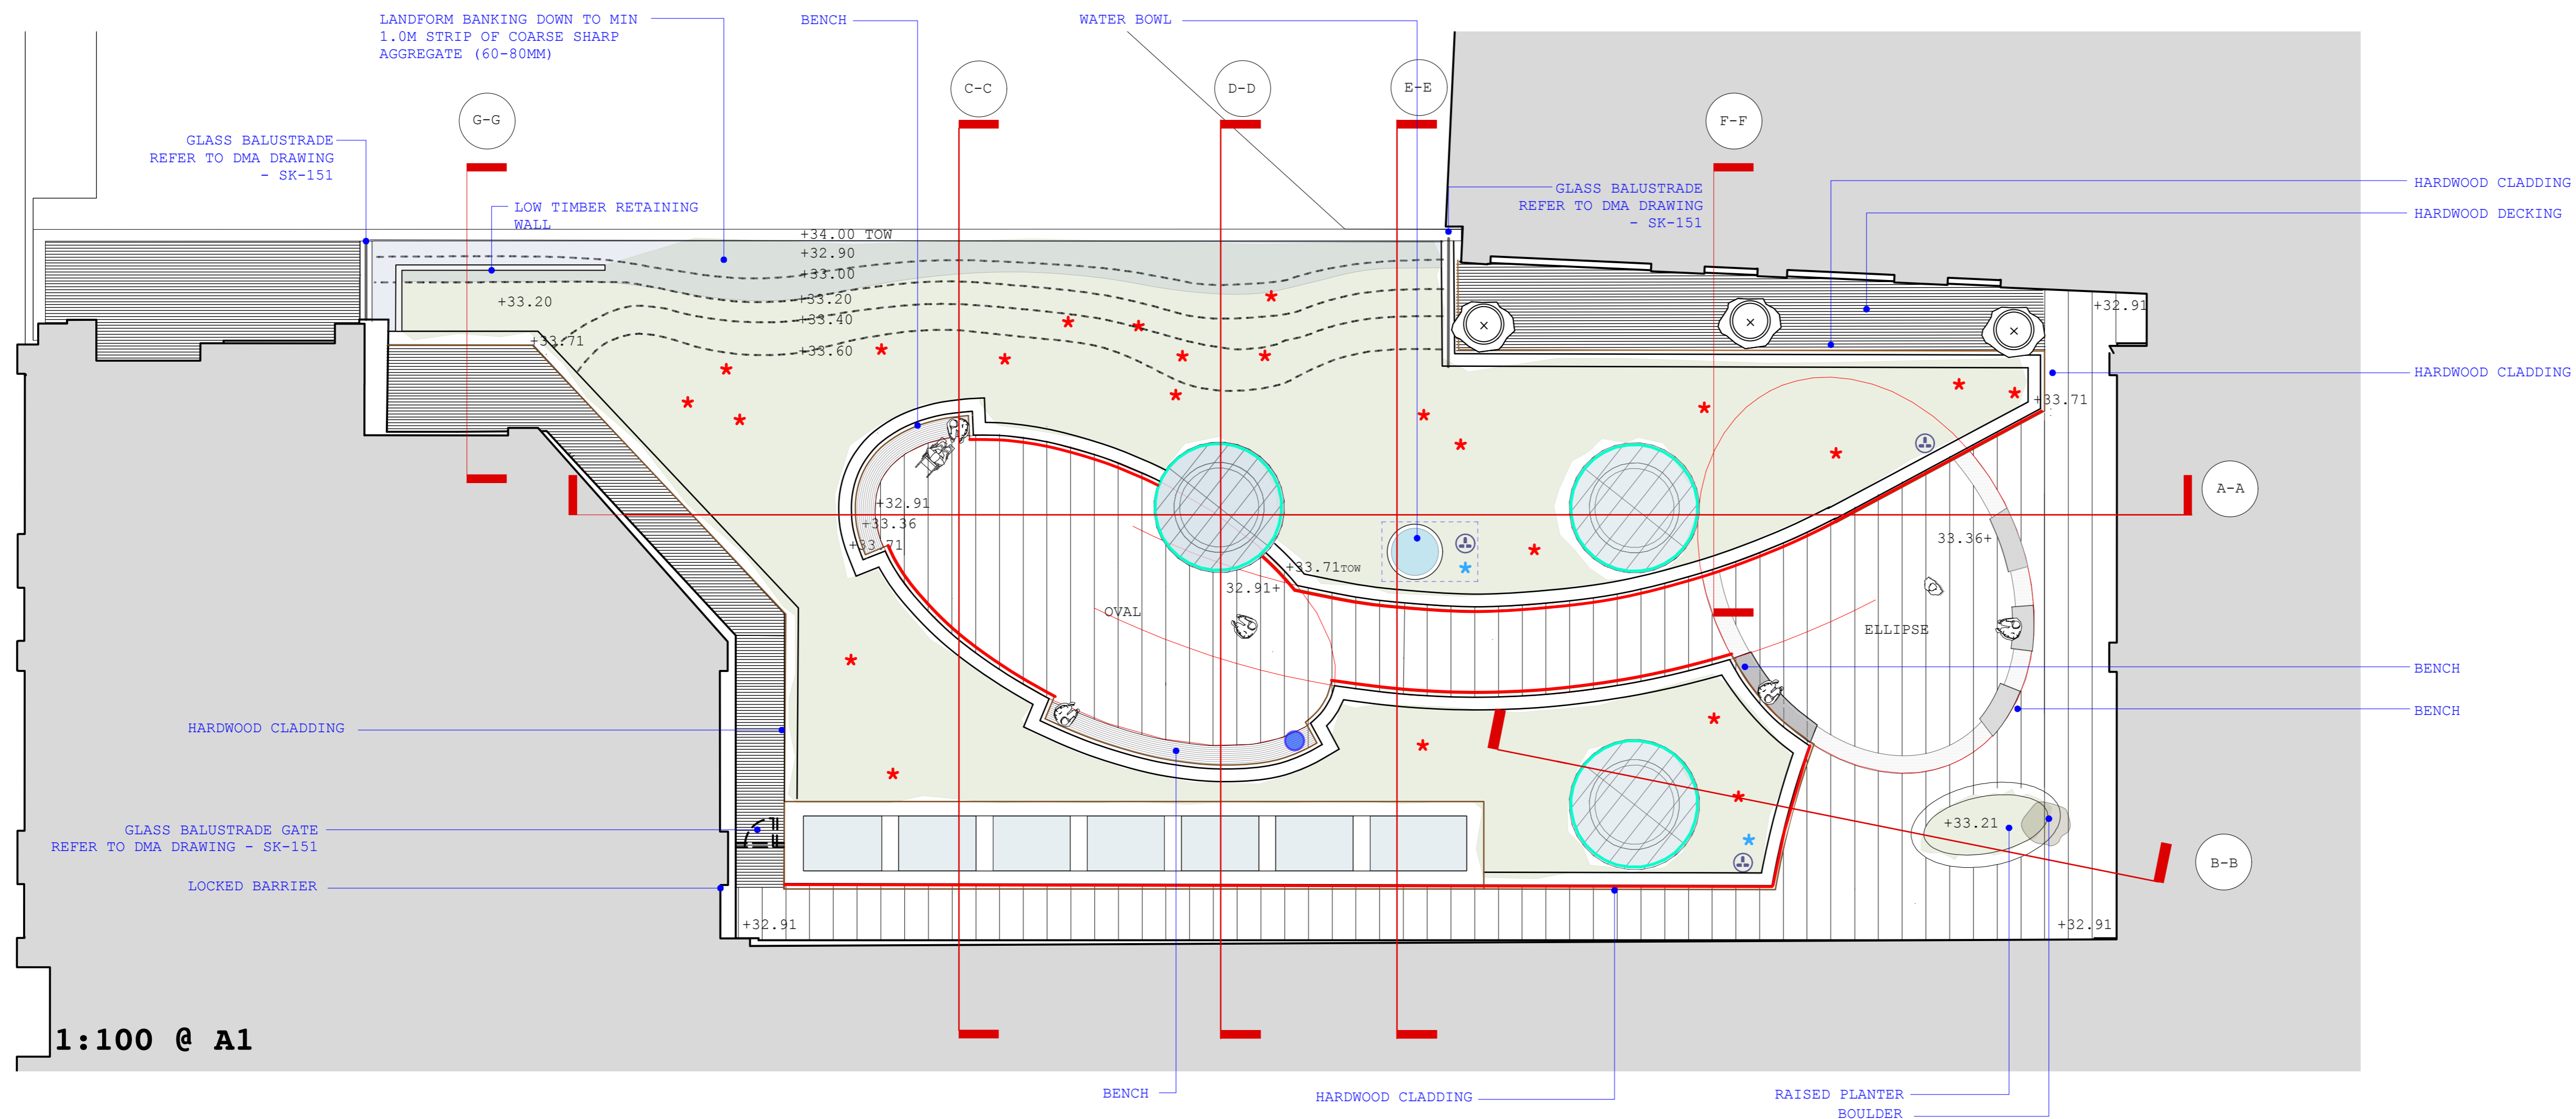 LANDFORM BANKING DOWN TO MIN
1.0M STRIP OF COARSE SHARP
AGGREGATE (60-80MM)
BENCH
WATER BOWL
C-C
D-D
E-E
G-G
F-F
GLASS BALUSTRADE
REFER TO DMA DRAWING
- SK-151
LOW TIMBER RETAINING
WALL
GLASS BALUSTRADE
REFER TO DMA DRAWING
- SK-151
HARDWOOD CLADDING
HARDWOOD DECKING
+34.00 TOW
+32.90
+33.00
+33.20
+33.20
+33.40
+33.60
+33.71
+32.91
HARDWOOD CLADDING
+33.71
A-A
+32.91
+33.36
+33.71
33.36+
+33.71TOW
32.91+
OVAL
ELLIPSE
BENCH
BENCH
HARDWOOD CLADDING
GLASS BALUSTRADE GATE
REFER TO DMA DRAWING - SK-151
+33.21
B-B
LOCKED BARRIER
+32.91
+32.91
1:100 @ A1
BENCH
HARDWOOD CLADDING
RAISED PLANTER
BOULDER